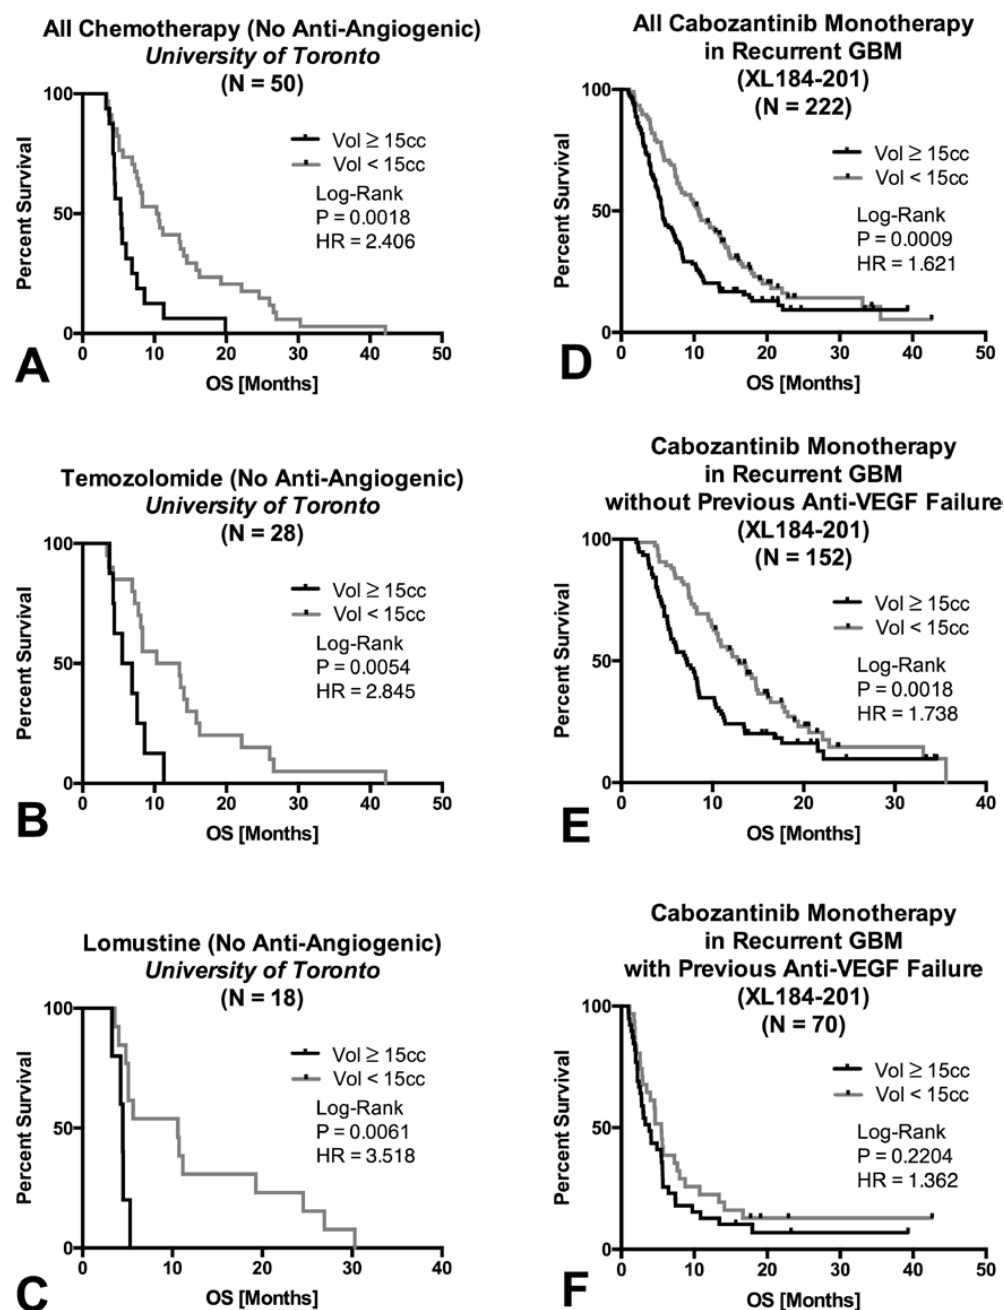 All Chemotherapy (No Anti-Angiogenic)
University of Toronto
(N = 50)
Percent Survival
100
50
0
Vol ≥ 15cc
Vol < 15cc
Log-Rank
P = 0.0018
HR = 2.406
0 10 20 30 40 50
OS [Months]
A
Temozolomide (No Anti-Angiogenic)
University of Toronto
(N = 28)
Percent Survival
100
50
0
Vol ≥ 15cc
Vol < 15cc
Log-Rank
P = 0.0054
HR = 2.845
0 10 20 30 40 50
OS [Months]
B
Lomustine (No Anti-Angiogenic)
University of Toronto
(N = 18)
Percent Survival
100
50
0
Vol ≥ 15cc
Vol < 15cc
Log-Rank
P = 0.0061
HR = 3.518
0 10 20 30 40
OS [Months]
C
All Cabozantinib Monotherapy
in Recurrent GBM
(XL184-201)
(N = 222)
Percent Survival
100
50
0
Vol ≥ 15cc
Vol < 15cc
Log-Rank
P = 0.0009
HR = 1.621
0 10 20 30 40 50
OS [Months]
D
Cabozantinib Monotherapy
in Recurrent GBM
without Previous Anti-VEGF Failure
(XL184-201)
(N = 152)
Percent Survival
100
50
0
Vol ≥ 15cc
Vol < 15cc
Log-Rank
P = 0.0018
HR = 1.738
0 10 20 30 40
OS [Months]
E
Cabozantinib Monotherapy
in Recurrent GBM
with Previous Anti-VEGF Failure
(XL184-201)
(N = 70)
Percent Survival
100
50
0
Vol ≥ 15cc
Vol < 15cc
Log-Rank
P = 0.2204
HR = 1.362
0 10 20 30 40 50
OS [Months]
F